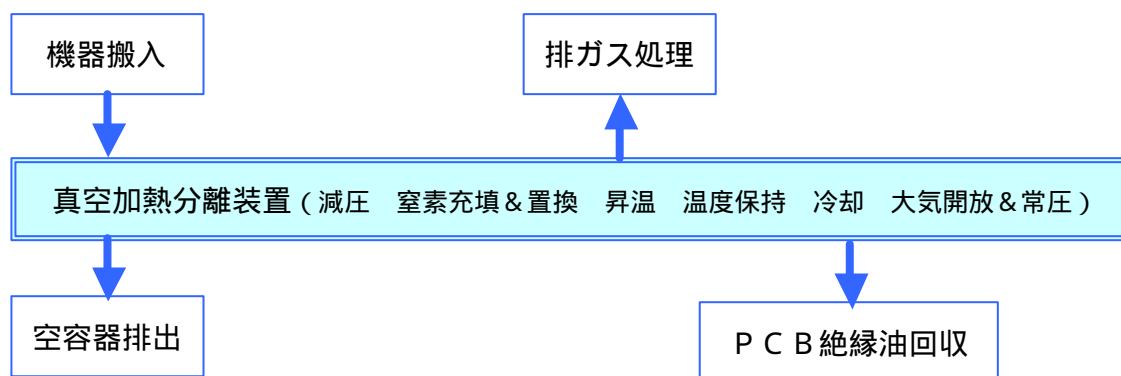 機器搬入
排ガス処理
真空加熱分離装置(減圧 窒素充填&置換 昇温 温度保持 冷却 大気開放&常圧)
空容器排出
PCB絶縁油回収